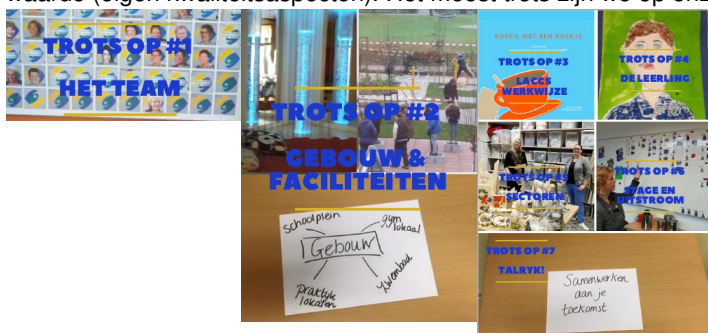 TROTS OP #1
HET TEAM
TROTS OP #2
GEBOUW &
FACILITEITEN
schoolplein
gym
lokaal
Gebouw
praktyk
lokalen
zwembad
KOFFIE MET EEN KOEKJE
TROTS OP #3
LACCS
WERKWIJZE
TROTS OP #4
DE LEERLING
TROTS OP #5
SECTOREN
TROTS OP #6
STAGE EN
UITSTROOM
TROTS OP #7
TALRYK!
Samenwerken
aan je
toekomst